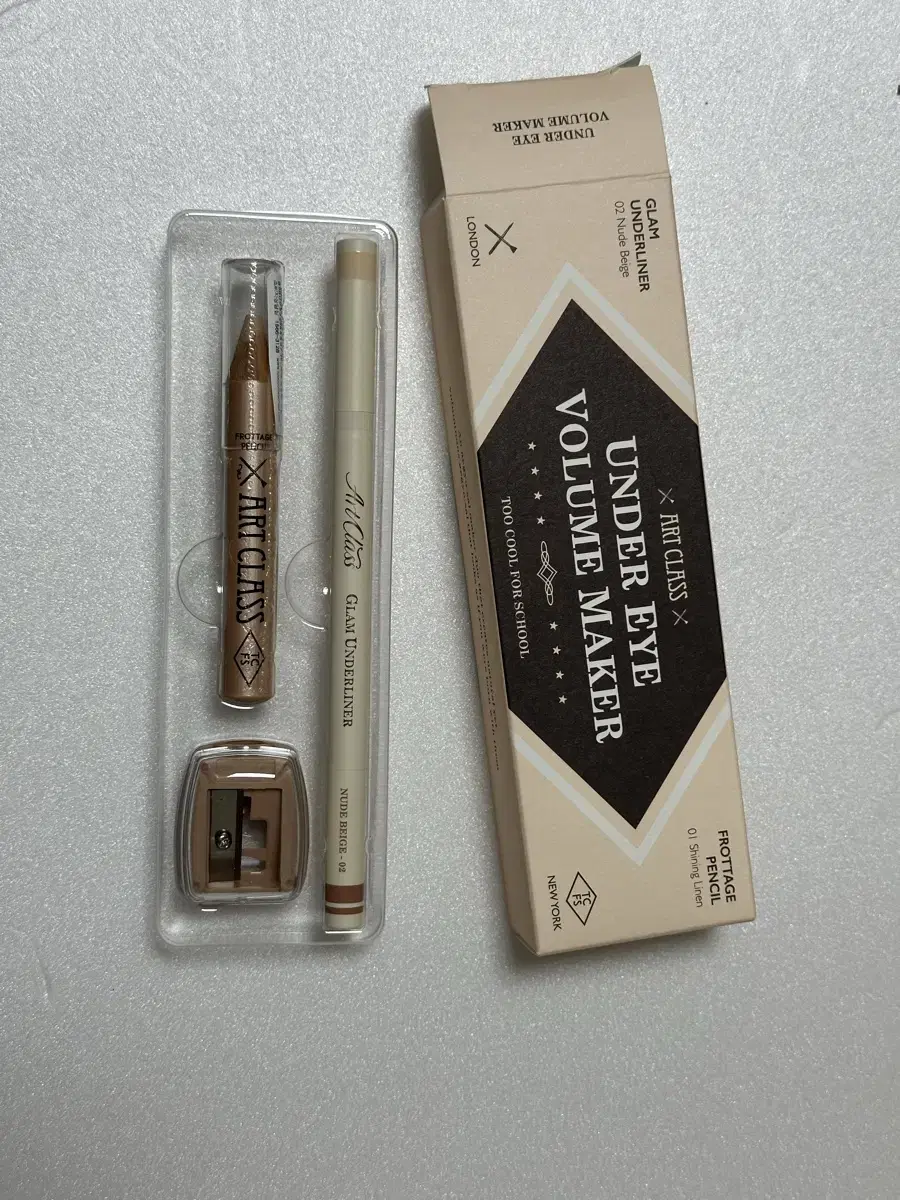 UNDER EYE
VOLUME MAKER
GLAM
UNDERLINER
02 Nude Beige
LONDON
ART CLASS
UNDER EYE
VOLUME MAKER
TOO COOL FOR SCHOOL
FROTTAGE
PENCIL
01 Shining Linen
TC
FS
NEWYORK
FROTTAGE
PENCIL
ART CLASS
TC
FS
Art Class
GLAM UNDERLINER
NUDE BEIGE - 02